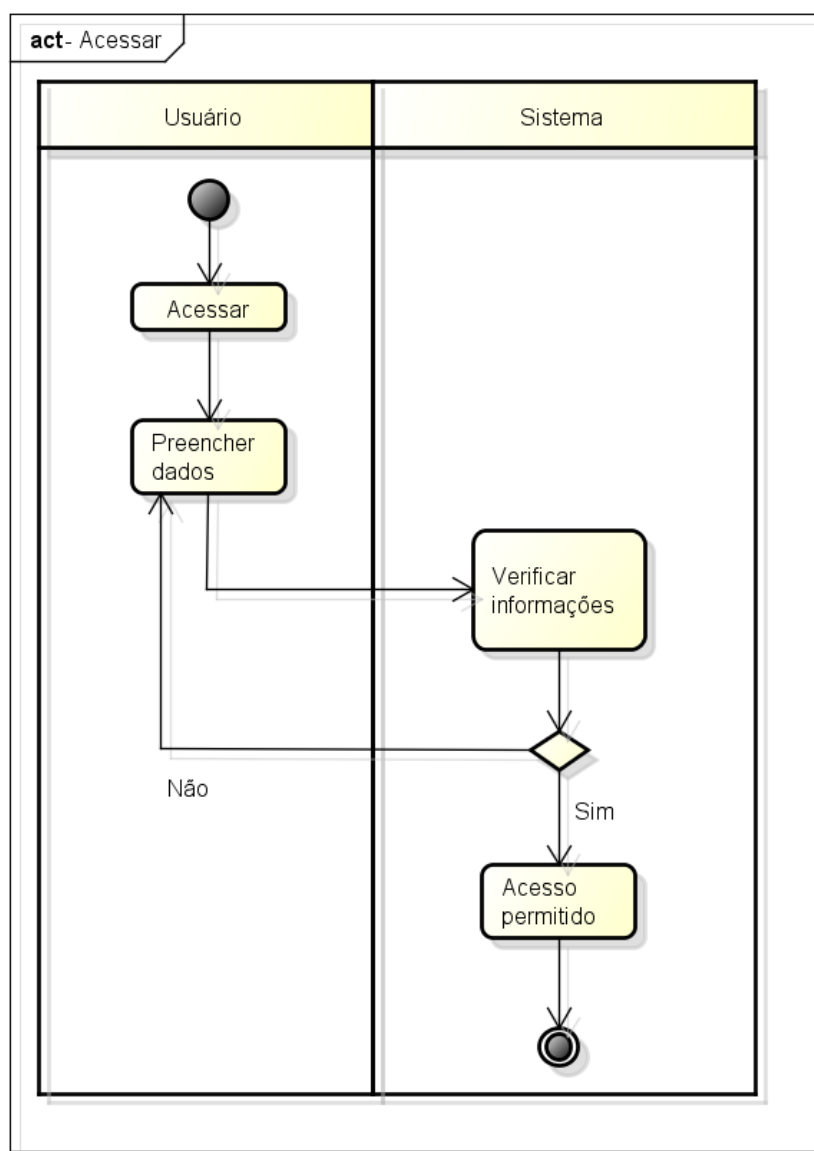 act- Acessar
Usuário
Sistema
Acessar
Preencher
dados
Verificar
informações
Não
Sim
Acesso
permitido